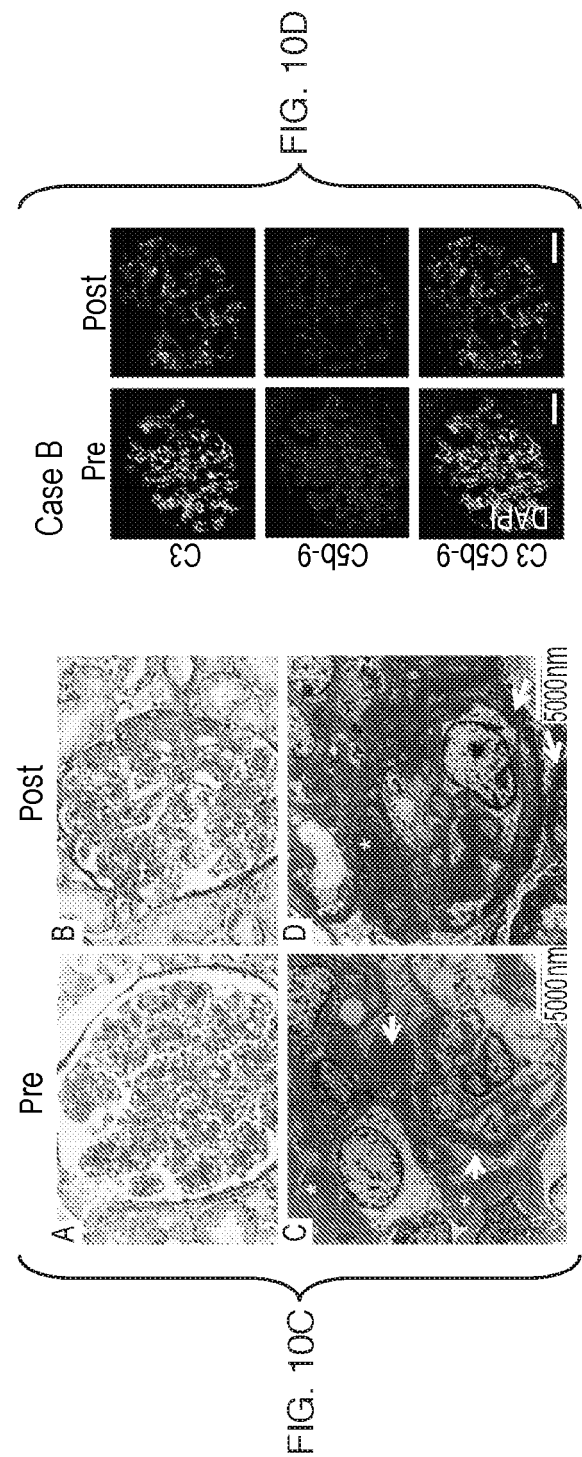 FIG. 10C
Pre
Post
A
B
C
D
5000nm
5000nm
FIG. 10D
Case B
Pre
Post
C3
C5b-9
C3 C5b-9
DAPI